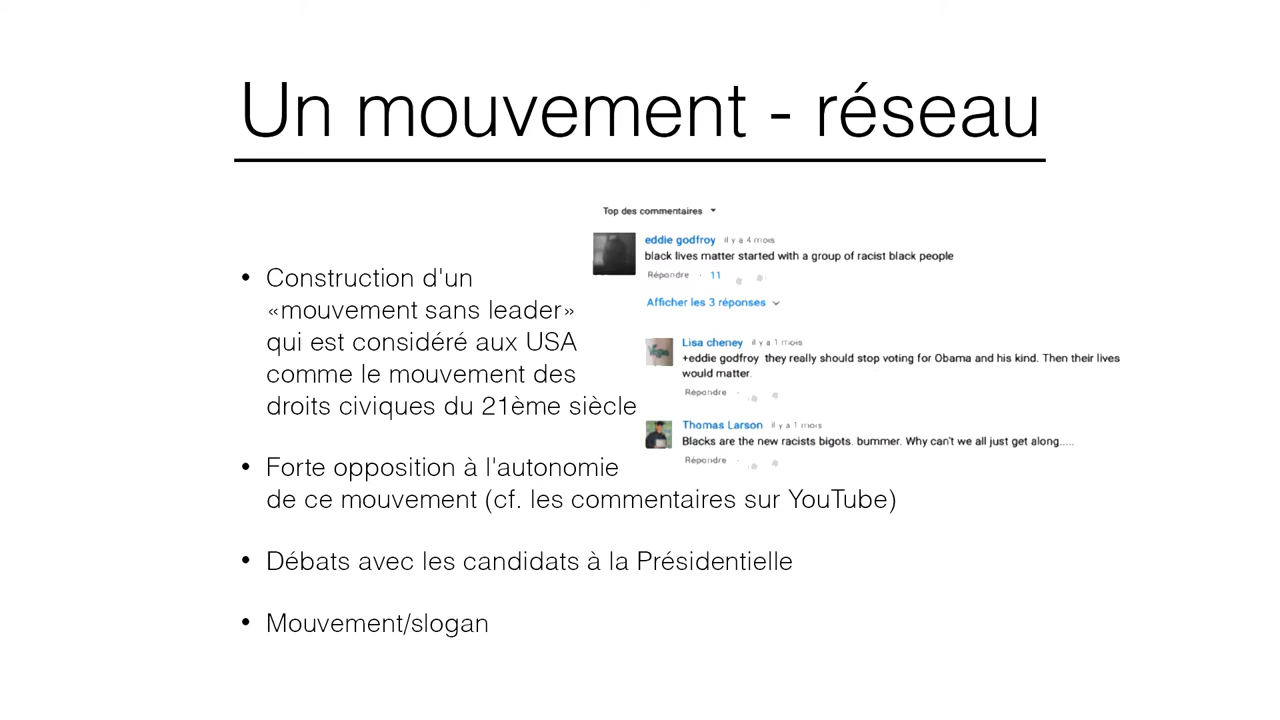 Un mouvement - réseau
Top des commentaires
eddie godfroy il y a 4 mois
black lives matter started with a group of racist black people
Répondre · 11
Afficher les 3 réponses
Vegan
Lisa cheney il y a 1 mois
+eddie godfroy they really should stop voting for Obama and his kind. Then their lives
would matter.
Répondre ·
Thomas Larson il y a 1 mois
Blacks are the new racists bigots. bummer. Why can't we all just get along.....
Répondre ·
• Construction d'un
«mouvement sans leader»
qui est considéré aux USA
comme le mouvement des
droits civiques du 21ème siècle
• Forte opposition à l'autonomie
de ce mouvement (cf. les commentaires sur YouTube)
• Débats avec les candidats à la Présidentielle
• Mouvement/slogan